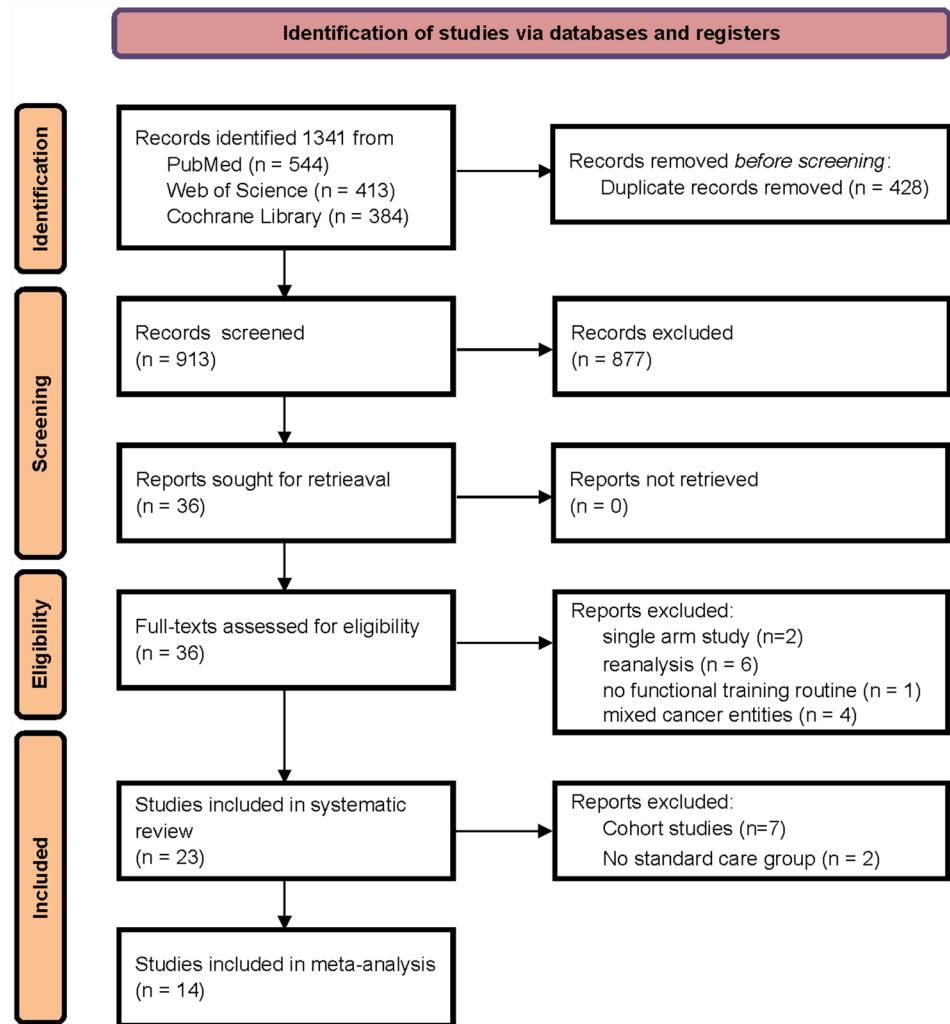 Identification of studies via databases and registers
Identification
Records identified 1341 from
PubMed (n = 544)
Web of Science (n = 413)
Cochrane Library (n = 384)
Records removed before screening:
Duplicate records removed (n = 428)
Screening
Records screened
(n = 913)
Records excluded
(n = 877)
Reports sought for retrieaval
(n = 36)
Reports not retrieved
(n = 0)
Eligibility
Full-texts assessed for eligibility
(n = 36)
Reports excluded:
single arm study (n=2)
reanalysis (n = 6)
no functional training routine (n = 1)
mixed cancer entities (n = 4)
Included
Studies included in systematic
review
(n = 23)
Reports excluded:
Cohort studies (n=7)
No standard care group (n = 2)
Studies included in meta-analysis
(n = 14)